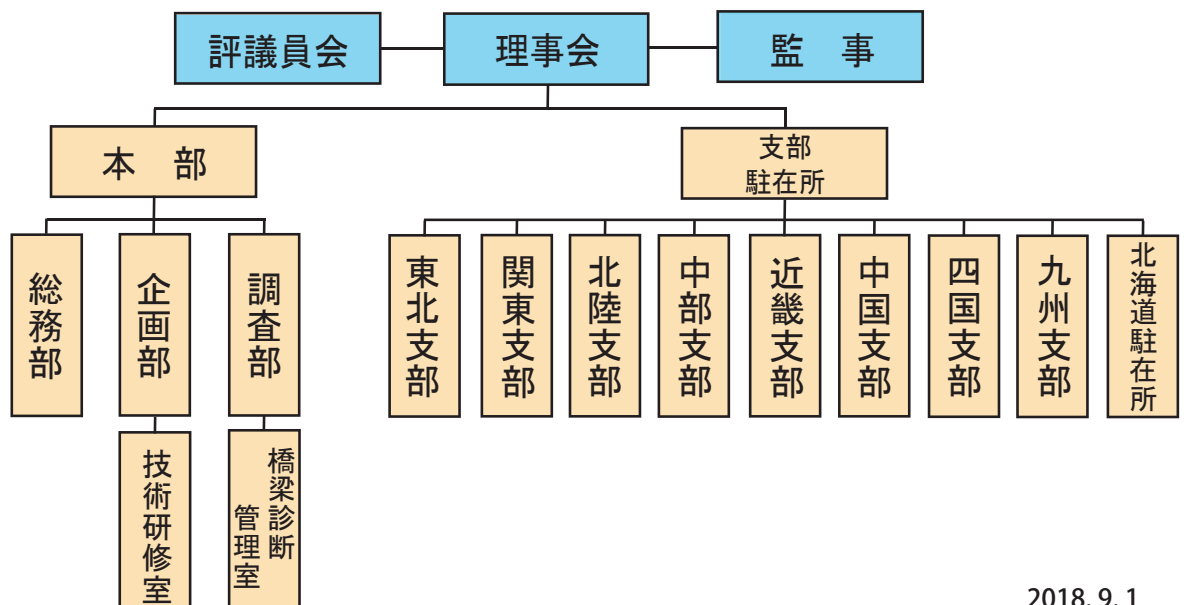 評議員会
理事会
監 事
本 部
支部
駐在所
総務部
企画部
調査部
東北支部
関東支部
北陸支部
中部支部
近畿支部
中国支部
四国支部
九州支部
北海道駐在所
技術研修室
橋梁診断
管理室
2018. 9. 1